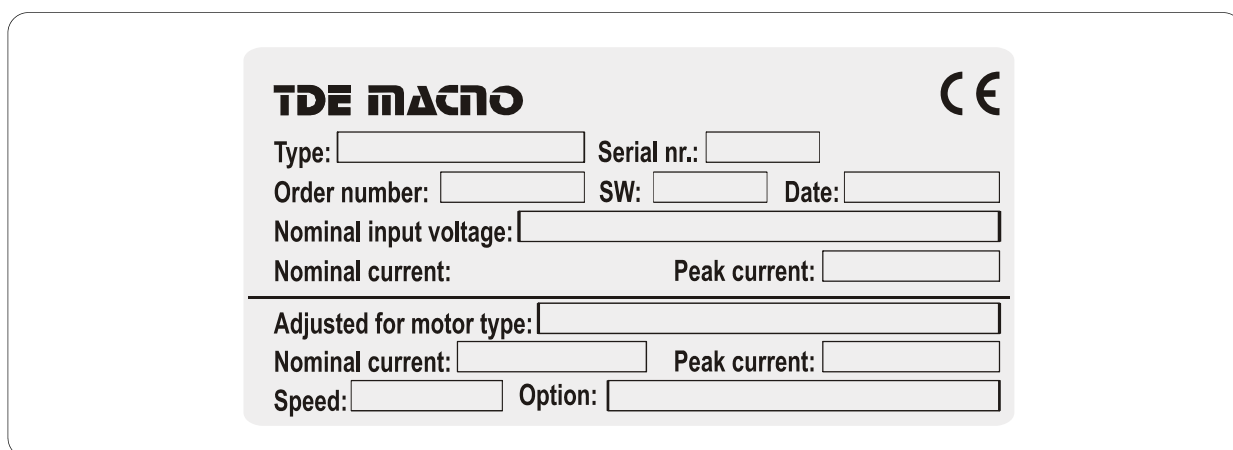 TDE MACNO CE
Type: Serial nr.:
Order number: SW: Date:
Nominal input voltage:
Nominal current: Peak current:
Adjusted for motor type:
Nominal current: Peak current:
Speed: Option: